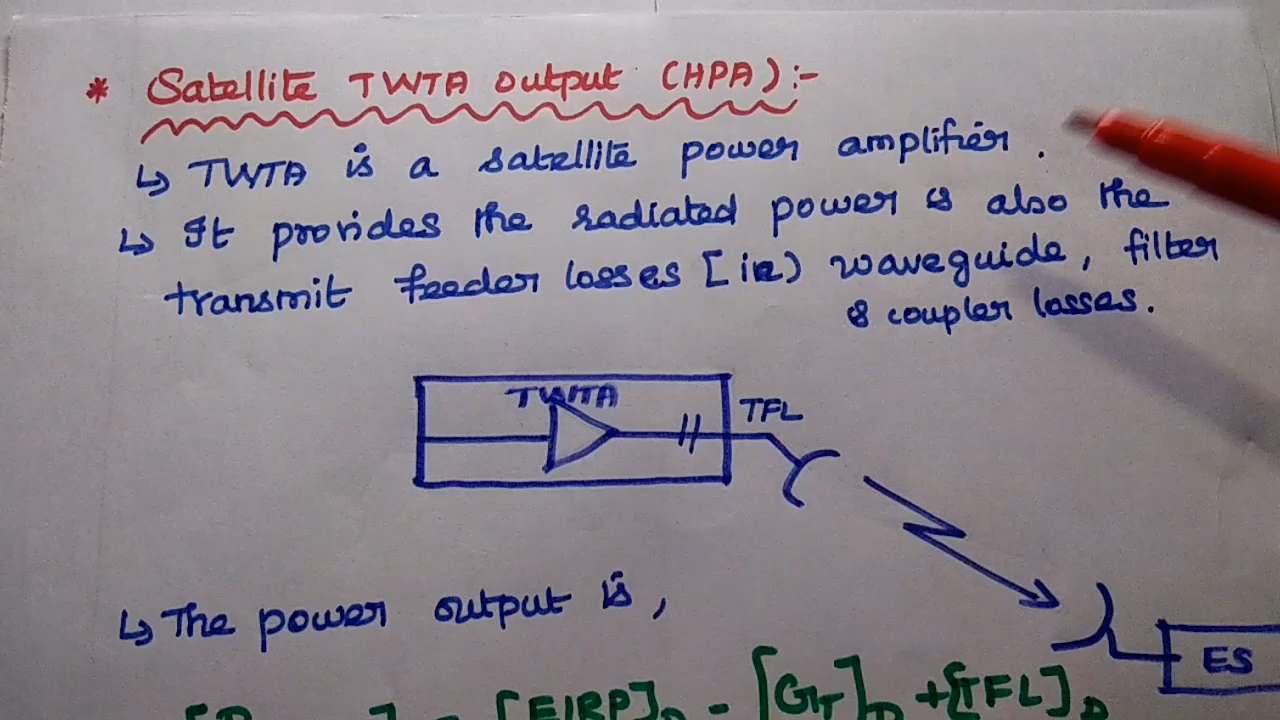 * Satellite TWTA output (HPA):-
↳ TWTA is a satellite power amplifier.
↳ It provides the radiated power is also the
transmit feeder losses [ie) waveguide, filter
& coupler losses.
TWTA
TFL
↳ The power output is,
ES
[EIRP]D - [GT]D + [TFL]D